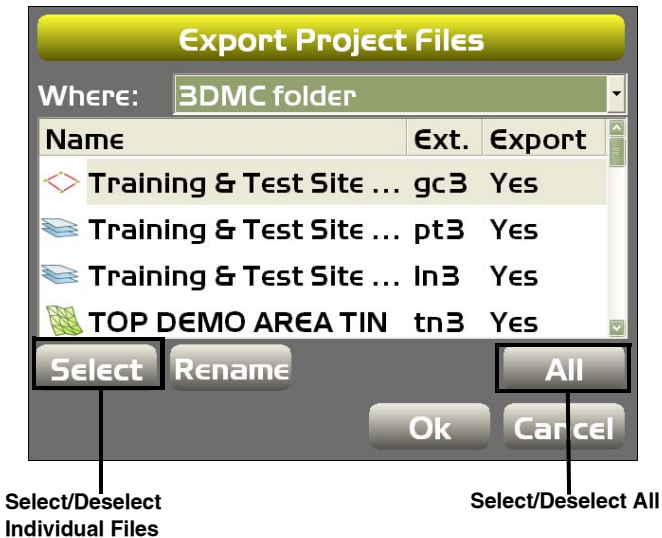 Export Project Files
Where: 3DMC folder
Name Ext. Export
Training & Test Site ... gc3 Yes
Training & Test Site ... pt3 Yes
Training & Test Site ... ln3 Yes
TOP DEMO AREA TIN tn3 Yes
Select Rename All
Ok Cancel
Select/Deselect Select/Deselect All
Individual Files